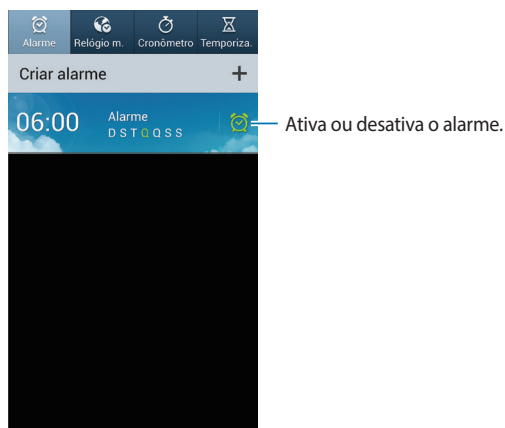 Alarme Relógio m. Cronômetro Temporiza.
Criar alarme +
06:00 Alarme
D S T Q Q S S
Ativa ou desativa o alarme.